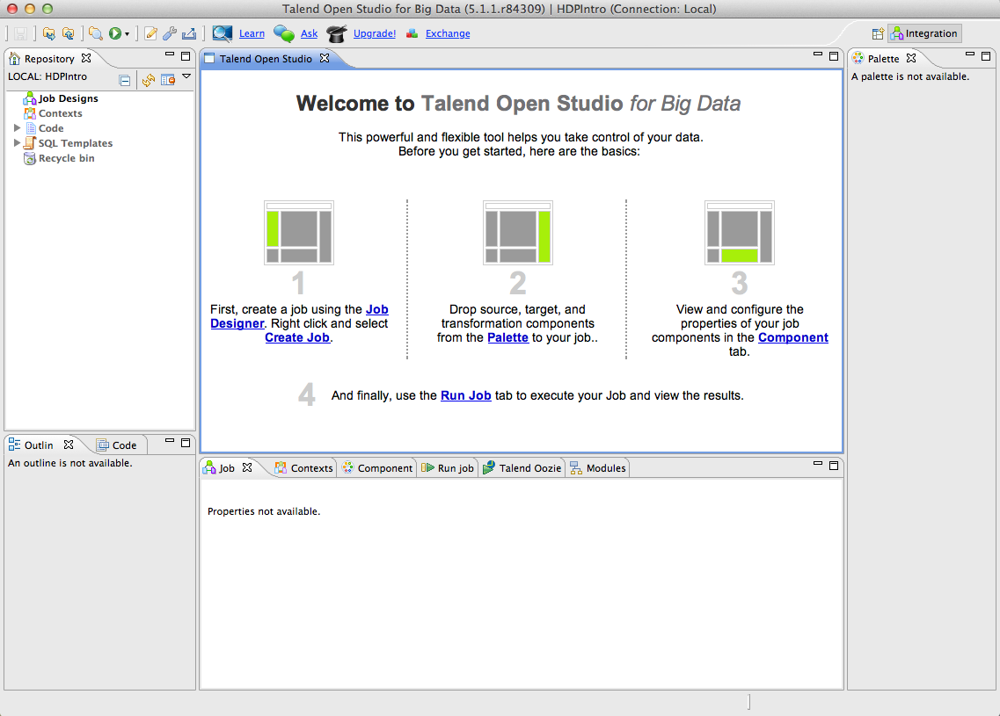 Talend Open Studio for Big Data (5.1.1.r84309) | HDPIntro (Connection: Local)
Learn Ask Upgrade! Exchange Integration
Repository
LOCAL: HDPIntro
Job Designs
Contexts
Code
SQL Templates
Recycle bin
Talend Open Studio
Welcome to Talend Open Studio for Big Data
This powerful and flexible tool helps you take control of your data.
Before you get started, here are the basics:
1
First, create a job using the Job
Designer. Right click and select
Create Job.
2
Drop source, target, and
transformation components
from the Palette to your job..
3
View and configure the
properties of your job
components in the Component
tab.
4 And finally, use the Run Job tab to execute your Job and view the results.
Palette
A palette is not available.
Outlin Code
An outline is not available.
Job Contexts Component Run job Talend Oozie Modules
Properties not available.